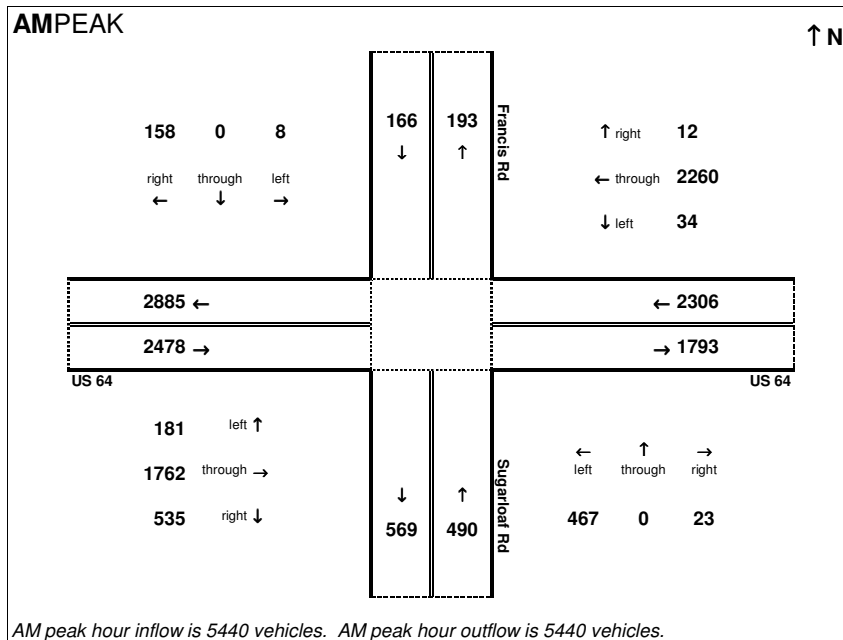 AMPEAK
↑ N
158 0 8
right through left
← ↓ →
166 193
↓ ↑
Francis Rd
↑ right 12
← through 2260
↓ left 34
2885 ←
← 2306
2478 →
→ 1793
US 64
US 64
181 left ↑
1762 through →
535 right ↓
↓ ↑
569 490
Sugarloaf Rd
← ↑ →
left through right
467 0 23
AM peak hour inflow is 5440 vehicles. AM peak hour outflow is 5440 vehicles.